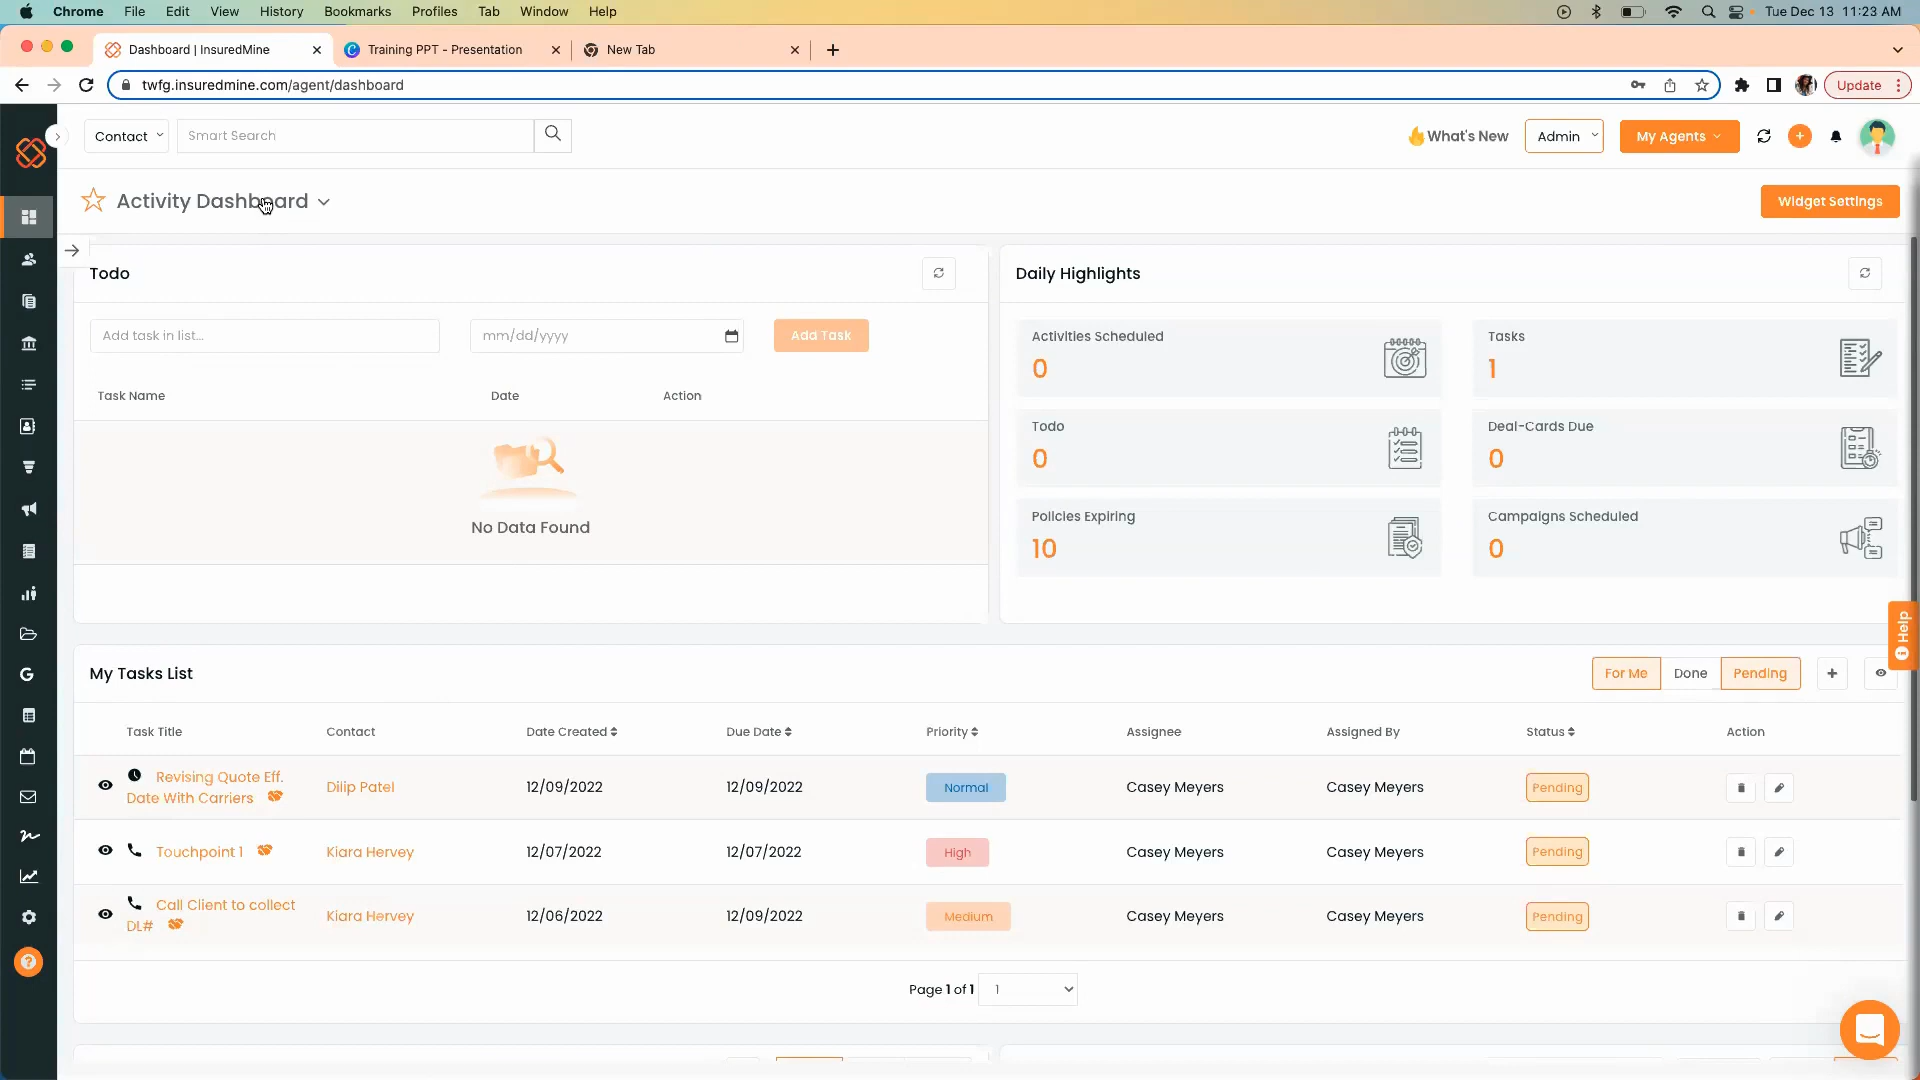 Chrome File Edit View History Bookmarks Profiles Tab Window Help Tue Dec 13 11:23 AM
Dashboard | InsuredMine Training PPT - Presentation New Tab
twfg.insuredmine.com/agent/dashboard Update
Contact Smart Search What's New Admin My Agents
Activity Dashboard Widget Settings
Todo
Add task in list... mm/dd/yyyy Add Task
Task Name Date Action
No Data Found
Daily Highlights
Activities Scheduled Tasks
0 1
Todo Deal-Cards Due
0 0
Policies Expiring Campaigns Scheduled
10 0
Help
My Tasks List For Me Done Pending
Task Title Contact Date Created Due Date Priority Assignee Assigned By Status Action
Revising Quote Eff.
Date With Carriers Dilip Patel 12/09/2022 12/09/2022 Normal Casey Meyers Casey Meyers Pending
Touchpoint 1 Kiara Hervey 12/07/2022 12/07/2022 High Casey Meyers Casey Meyers Pending
Call Client to collect
DL# Kiara Hervey 12/06/2022 12/09/2022 Medium Casey Meyers Casey Meyers Pending
Page 1 of 1 1